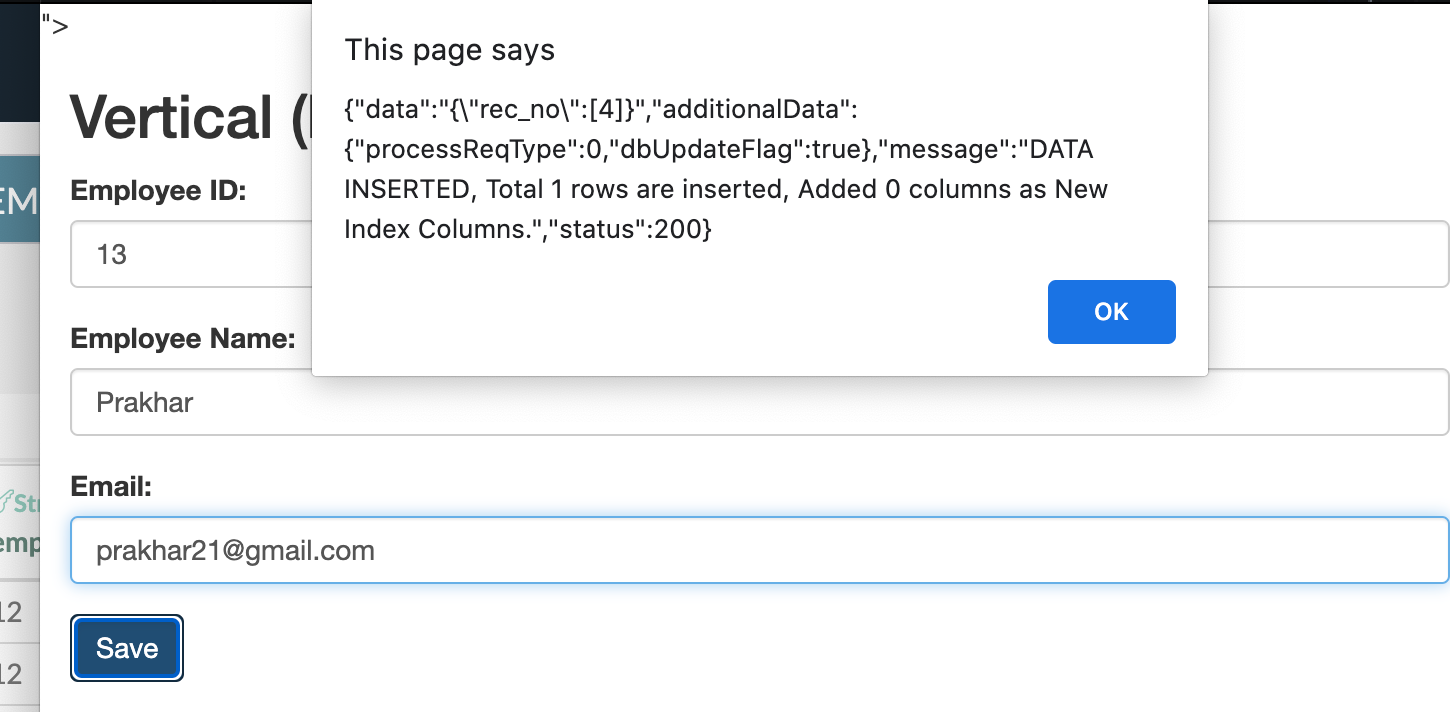 ">
This page says
{"data":"{\"rec_no\":[4]}","additionalData":
{"processReqType":0,"dbUpdateFlag":true},"message":"DATA
INSERTED, Total 1 rows are inserted, Added 0 columns as New
Index Columns.","status":200}
OK
Vertical (
Employee ID:
13
Employee Name:
Prakhar
Email:
prakhar21@gmail.com
Save
EM
Str
emp
12
12